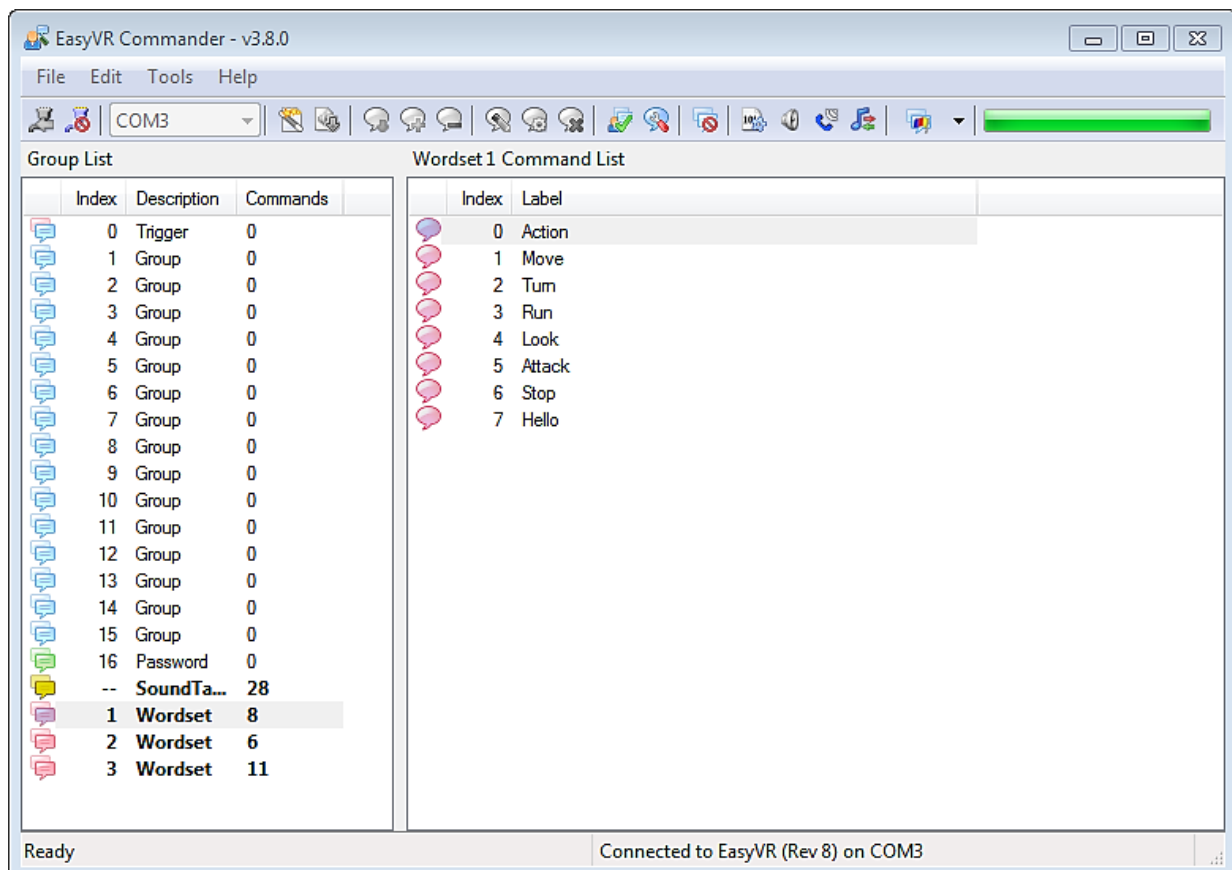 EasyVR Commander - v3.8.0
File Edit Tools Help
COM3
Group List
Index Description Commands
0 Trigger 0
1 Group 0
2 Group 0
3 Group 0
4 Group 0
5 Group 0
6 Group 0
7 Group 0
8 Group 0
9 Group 0
10 Group 0
11 Group 0
12 Group 0
13 Group 0
14 Group 0
15 Group 0
16 Password 0
-- SoundTa... 28
1 Wordset 8
2 Wordset 6
3 Wordset 11
Wordset 1 Command List
Index Label
0 Action
1 Move
2 Turn
3 Run
4 Look
5 Attack
6 Stop
7 Hello
Ready
Connected to EasyVR (Rev 8) on COM3